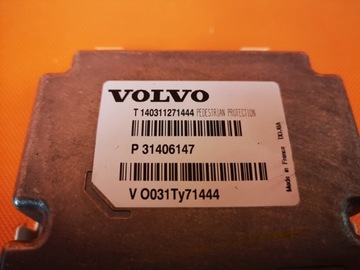 VOLVO
T 140311271444 PEDESTRIAN PROTECTION
P 31406147
V O031Ty71444
Made in France